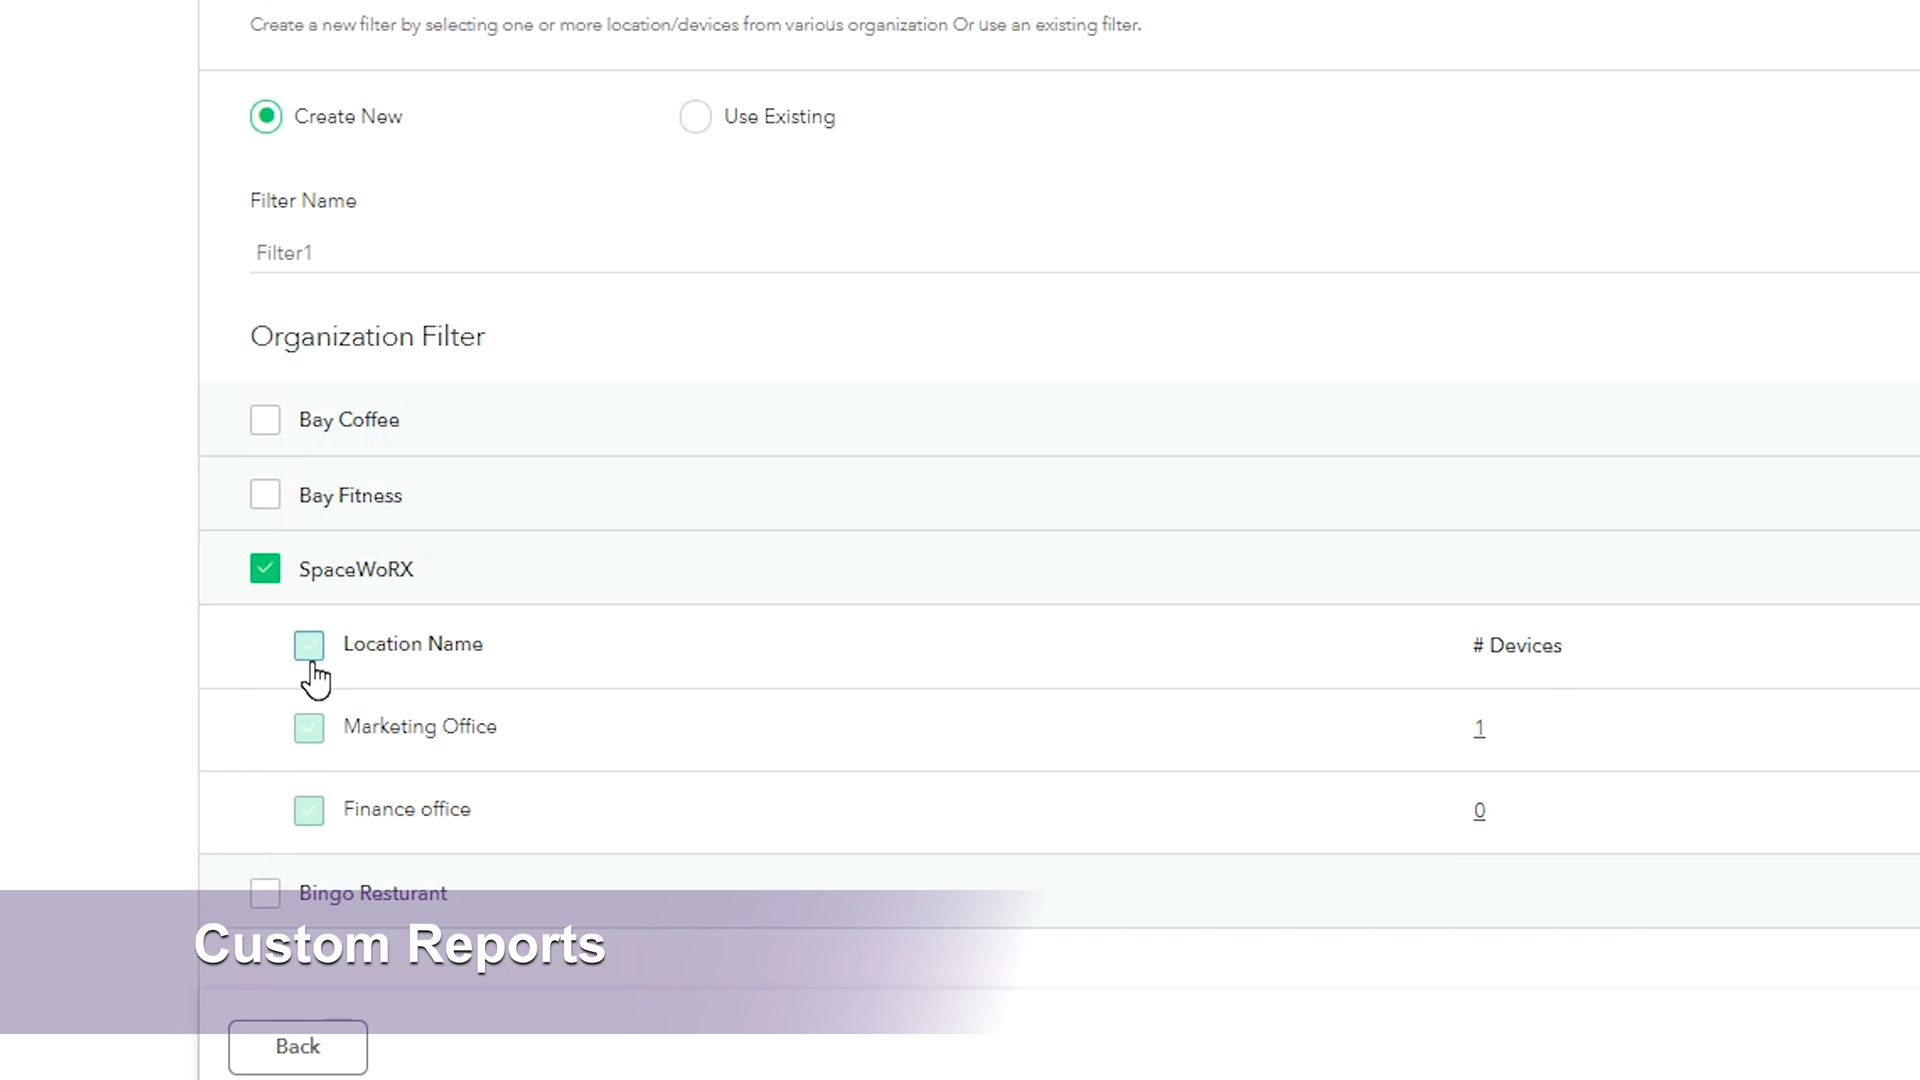 Create a new filter by selecting one or more location/devices from various organization Or use an existing filter.
Create New
Use Existing
Filter Name
Filter1
Organization Filter
Bay Coffee
Bay Fitness
SpaceWoRX
Location Name
# Devices
Marketing Office
1
Finance office
0
Bingo Resturant
Custom Reports
Back